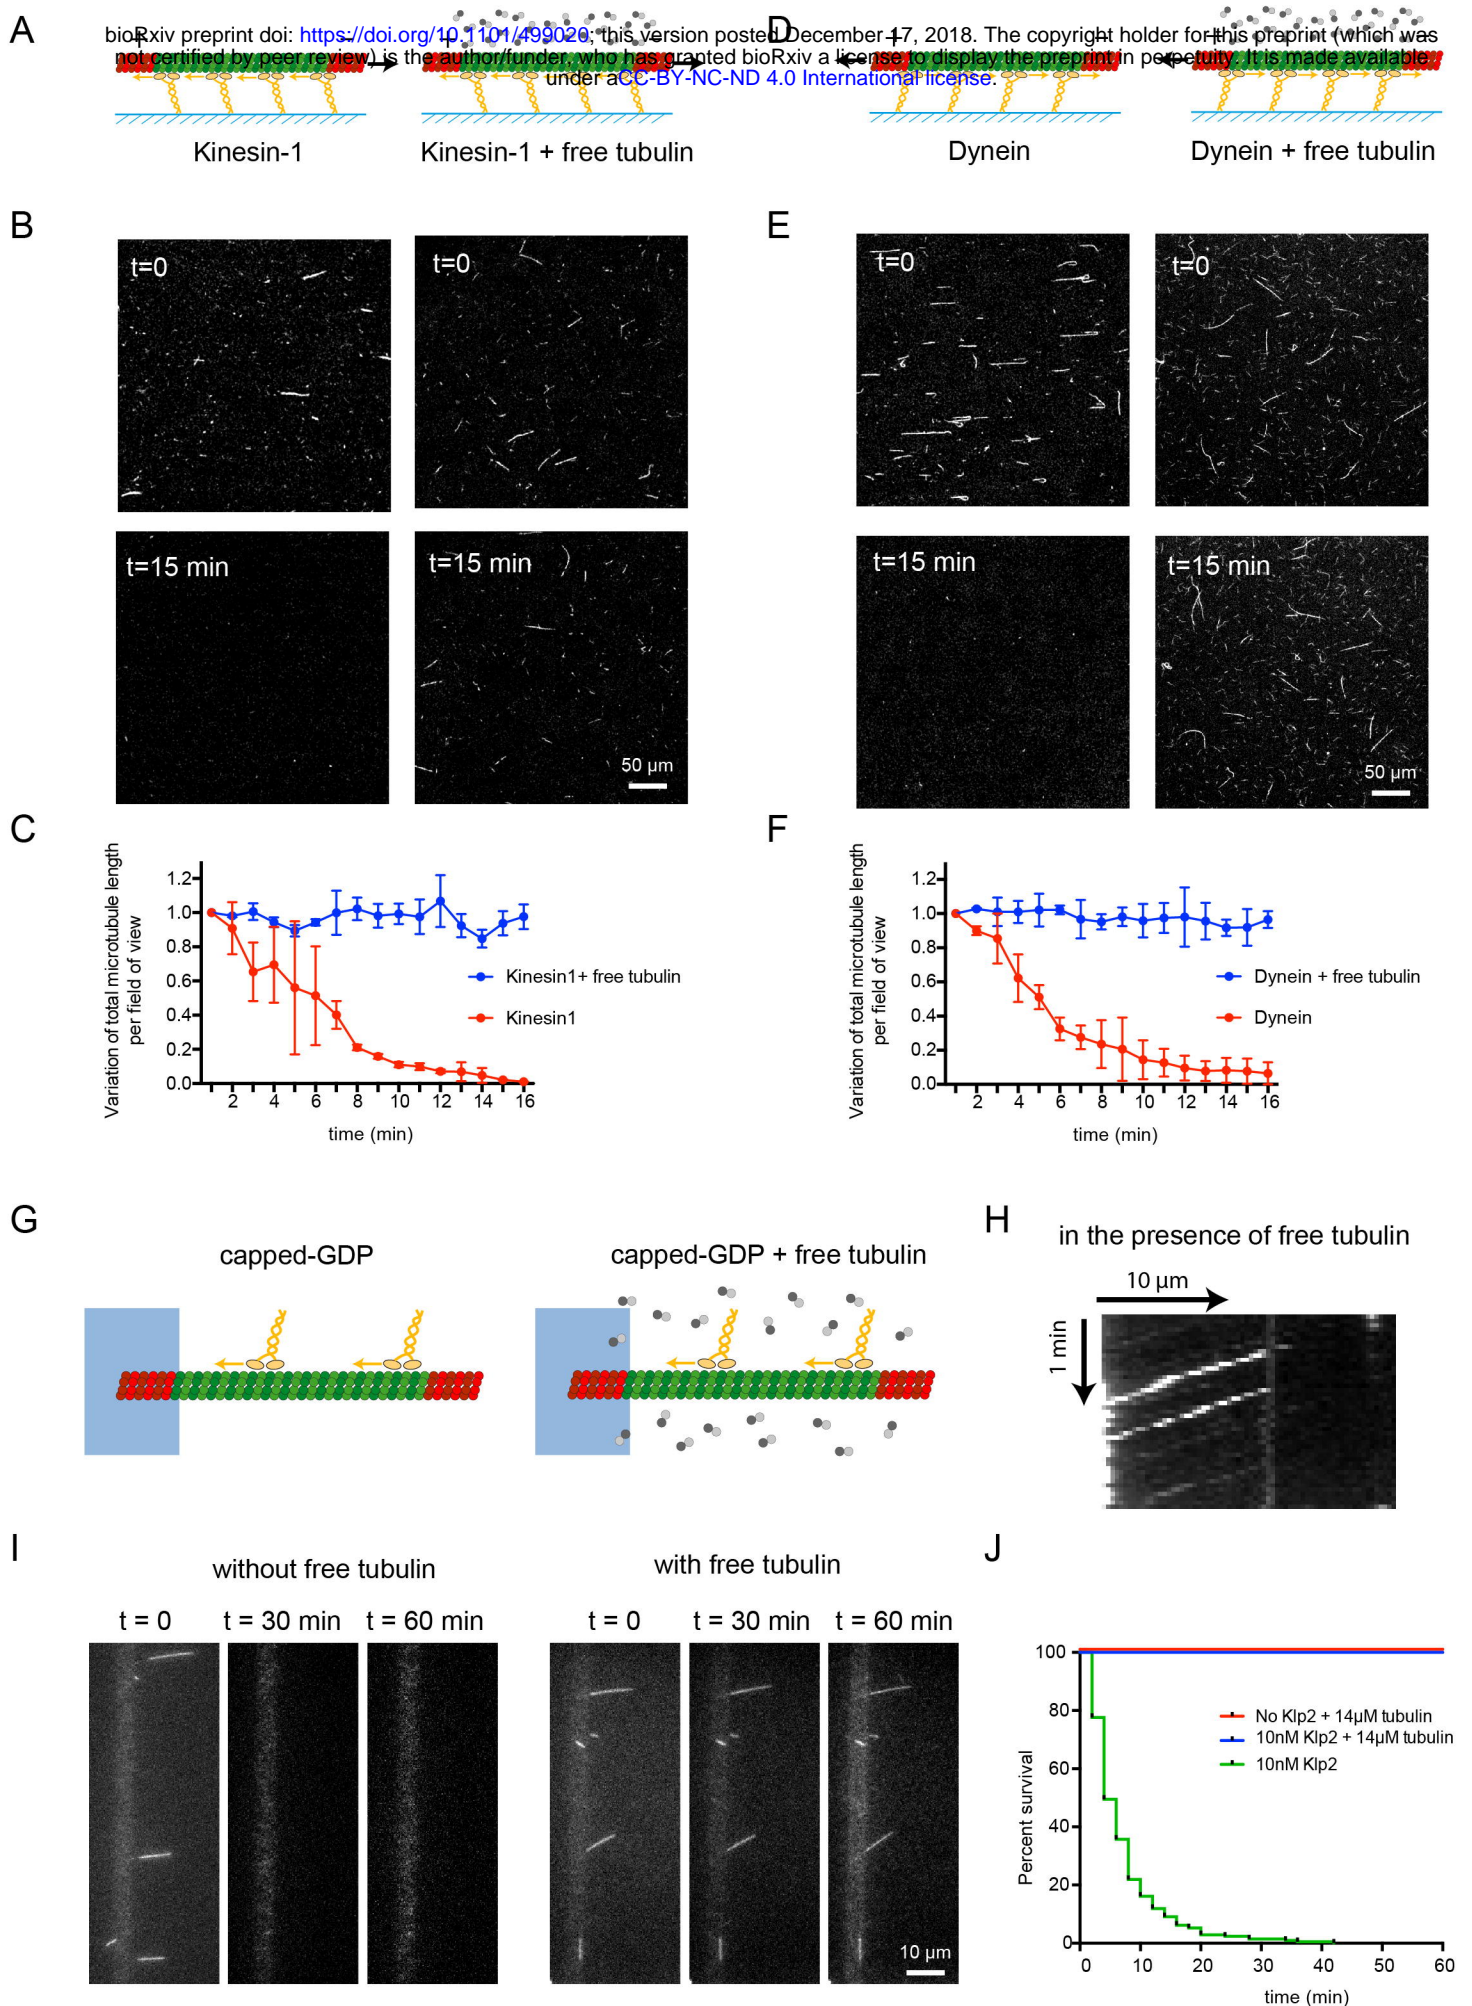 A
D
bioRxiv preprint doi: https://doi.org/10.1101/499020; this version posted December 17, 2018. The copyright holder for this preprint (which was
not certified by peer review) is the author/funder, who has granted bioRxiv a license to display the preprint in perpetuity. It is made available
under aCC-BY-NC-ND 4.0 International license.
Kinesin-1
Kinesin-1 + free tubulin
Dynein
Dynein + free tubulin
B
t=0
t=0
t=15 min
t=15 min
50 µm
E
t=0
t=0
t=15 min
t=15 min
50 µm
C
Variation of total microtubule length
per field of view
1.2
1.0
0.8
0.6
0.4
0.2
0.0
2 4 6 8 10 12 14 16
time (min)
Kinesin1+ free tubulin
Kinesin1
F
Variation of total microtubule length
per field of view
1.2
1.0
0.8
0.6
0.4
0.2
0.0
2 4 6 8 10 12 14 16
time (min)
Dynein + free tubulin
Dynein
G
capped-GDP
capped-GDP + free tubulin
H
in the presence of free tubulin
10 µm
1 min
I
without free tubulin
t = 0 t = 30 min t = 60 min
with free tubulin
t = 0 t = 30 min t = 60 min
10 µm
J
Percent survival
100
80
60
40
20
0
0 10 20 30 40 50 60
time (min)
No Klp2 + 14µM tubulin
10nM Klp2 + 14µM tubulin
10nM Klp2